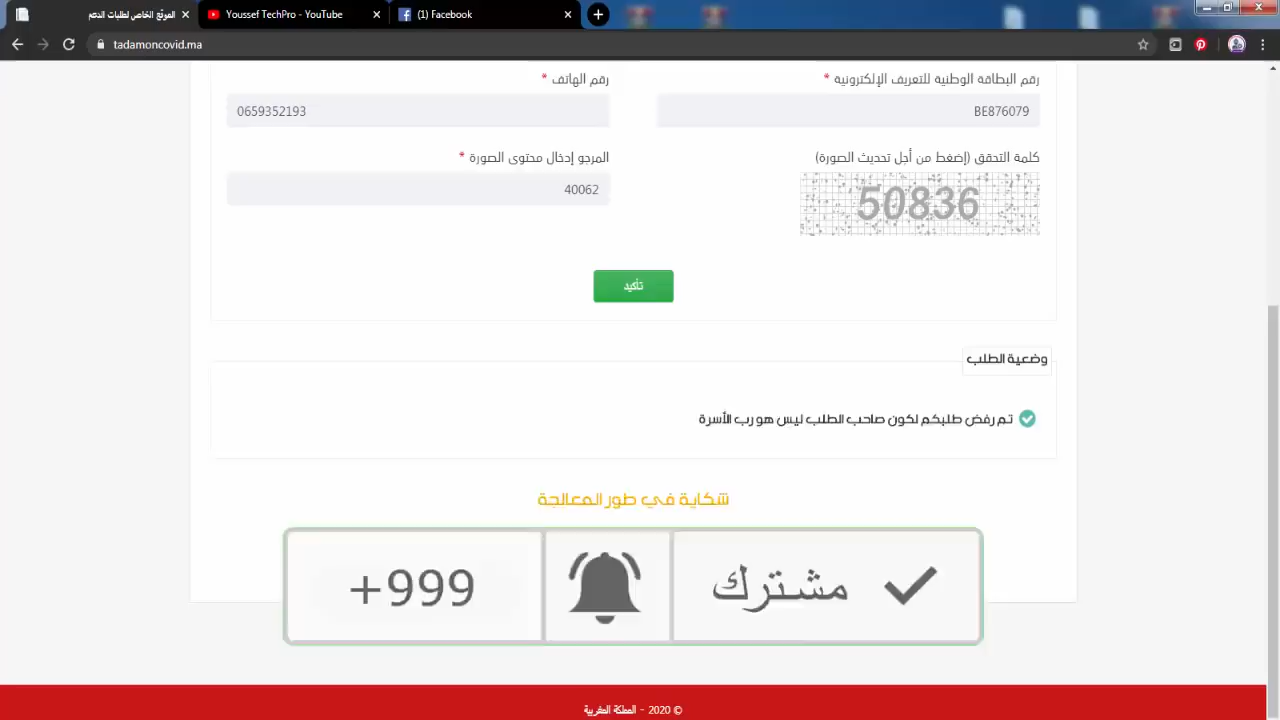 الموقع الخاص لطلبات الدعم
Youssef TechPro - YouTube
(1) Facebook
tadamoncovid.ma
رقم البطاقة الوطنية للتعريف الإلكترونية *
رقم الهاتف *
BE876079
0659352193
كلمة التحقق (إضغط من أجل تحديث الصورة)
المرجو إدخال محتوى الصورة *
50836
40062
تأكيد
وضعية الطلب
تم رفض طلبكم لكون صاحب الطلب ليس هو رب الأسرة
شكاية في طور المعالجة
مشترك
+999
© 2020 - المملكة المغربية